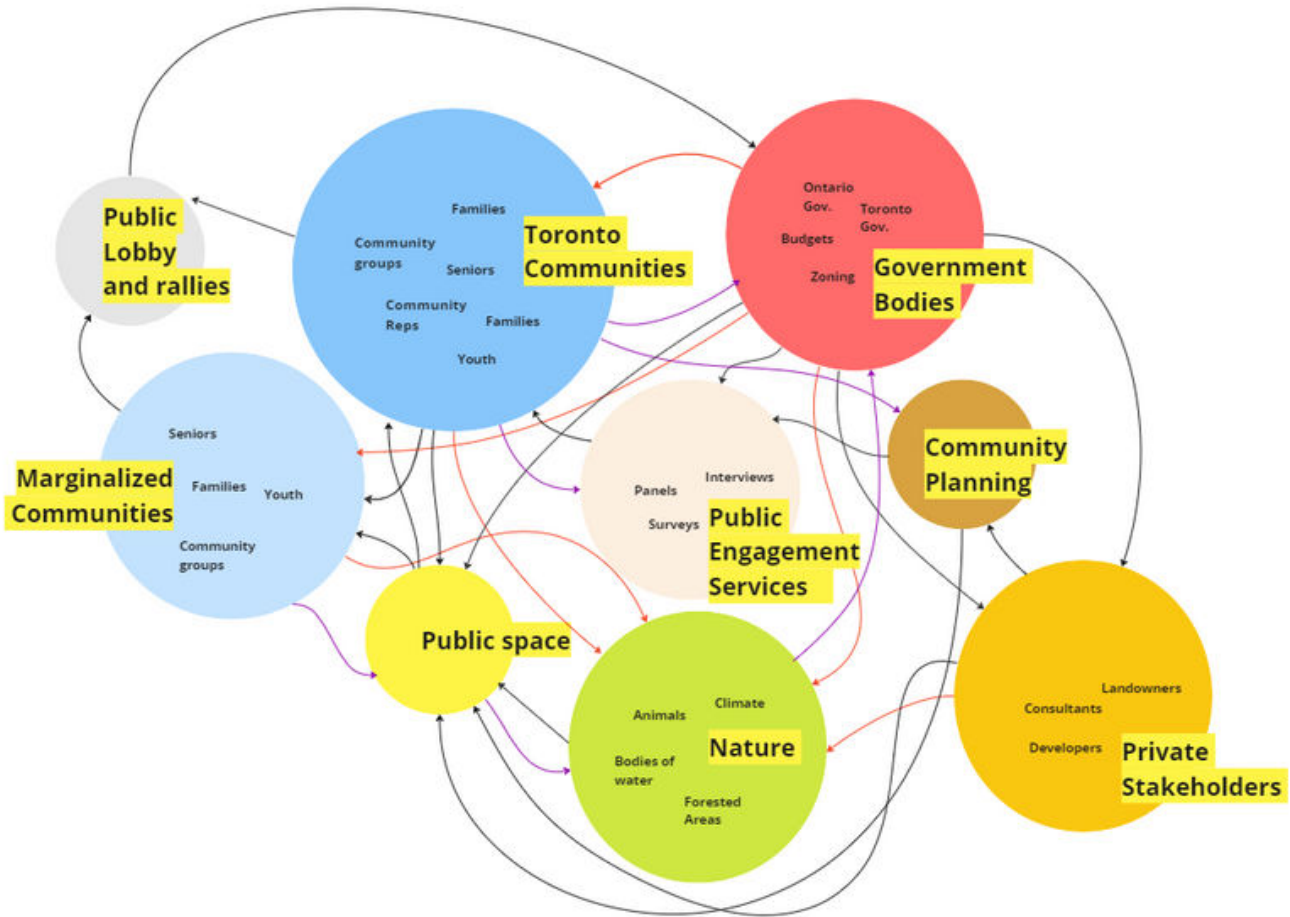 Public
Lobby
and rallies
Families
Community
groups
Seniors
Community
Reps
Families
Youth
Toronto
Communities
Ontario
Gov.
Toronto
Gov.
Budgets
Zoning
Government
Bodies
Seniors
Families
Youth
Community
groups
Marginalized
Communities
Interviews
Panels
Surveys
Public
Engagement
Services
Community
Planning
Public space
Animals
Climate
Nature
Bodies of
water
Forested
Areas
Landowners
Consultants
Developers
Private
Stakeholders